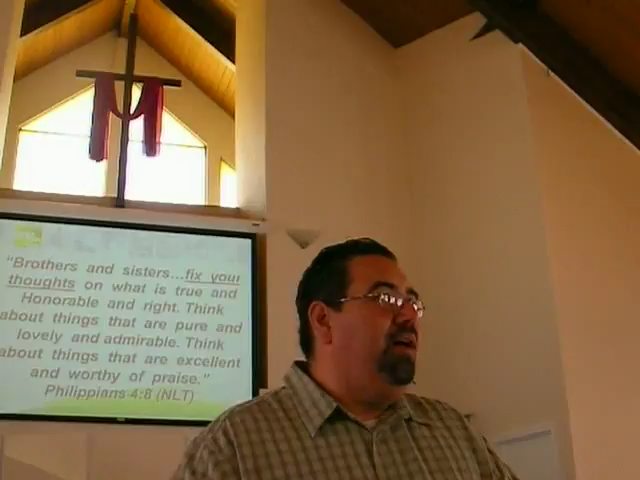 "Brothers and sisters...fix your
thoughts on what is true and
Honorable and right. Think
about things that are pure and
lovely and admirable. Think
about things that are excellent
and worthy of praise."
Philippians 4:8 (NLT)